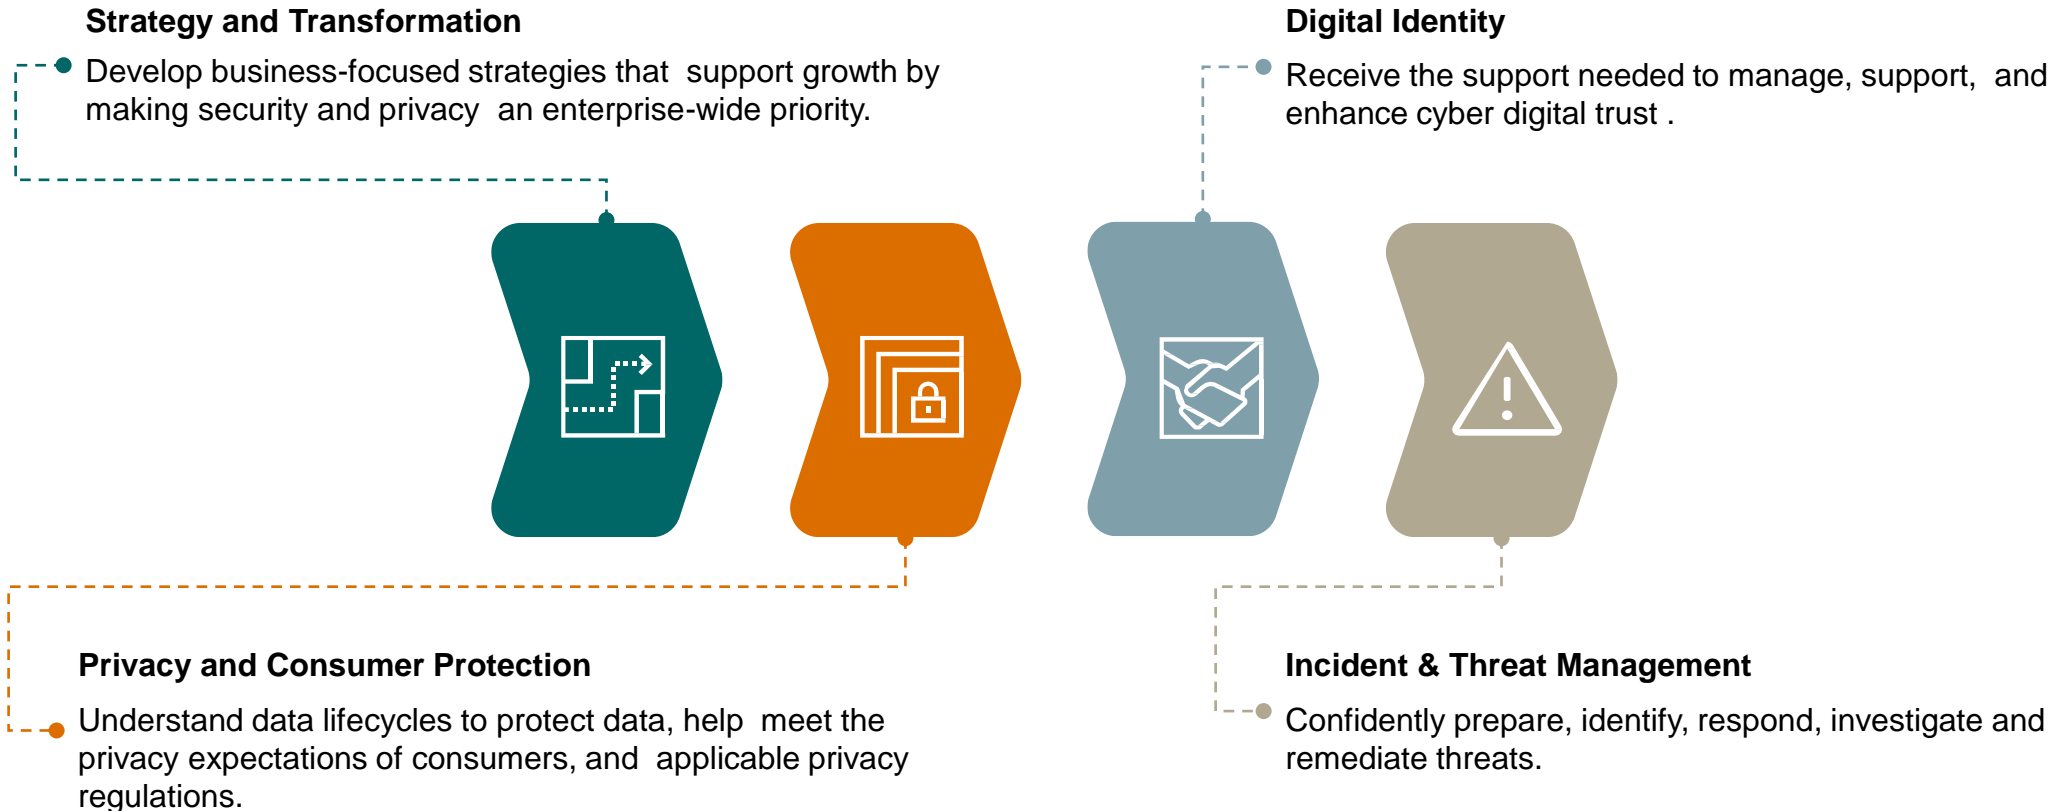 Strategy and Transformation
Develop business-focused strategies that  support growth by
making security and privacy  an enterprise-wide priority.
Digital Identity
Receive the support needed to manage, support,  and
enhance cyber digital trust .
Privacy and Consumer Protection
Understand data lifecycles to protect data, help  meet the
privacy expectations of consumers, and  applicable privacy
regulations.
Incident & Threat Management
Confidently prepare, identify, respond, investigate and
remediate threats.